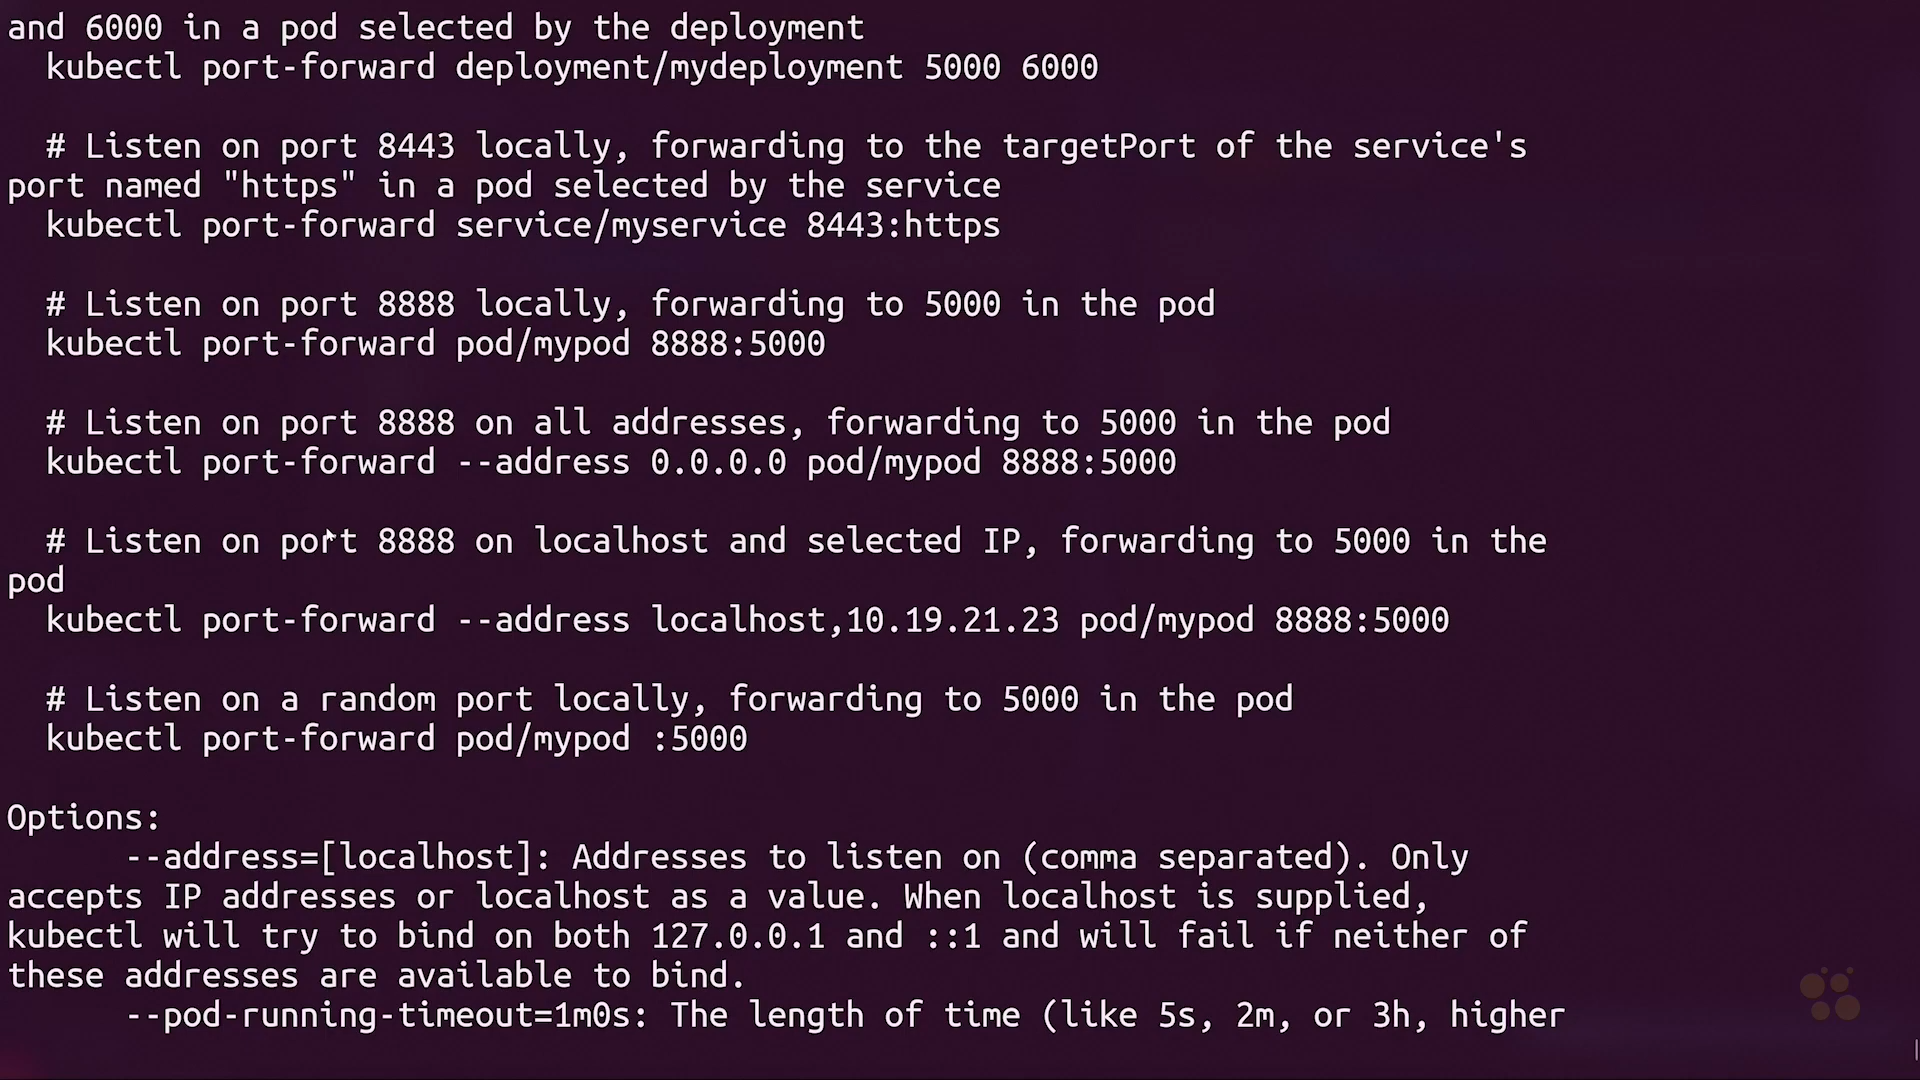 and 6000 in a pod selected by the deployment
kubectl port-forward deployment/mydeployment 5000 6000
# Listen on port 8443 locally, forwarding to the targetPort of the service's
port named "https" in a pod selected by the service
kubectl port-forward service/myservice 8443:https
# Listen on port 8888 locally, forwarding to 5000 in the pod
kubectl port-forward pod/mypod 8888:5000
# Listen on port 8888 on all addresses, forwarding to 5000 in the pod
kubectl port-forward --address 0.0.0.0 pod/mypod 8888:5000
# Listen on port 8888 on localhost and selected IP, forwarding to 5000 in the
pod
kubectl port-forward --address localhost,10.19.21.23 pod/mypod 8888:5000
# Listen on a random port locally, forwarding to 5000 in the pod
kubectl port-forward pod/mypod :5000
Options:
--address=[localhost]: Addresses to listen on (comma separated). Only
accepts IP addresses or localhost as a value. When localhost is supplied,
kubectl will try to bind on both 127.0.0.1 and ::1 and will fail if neither of
these addresses are available to bind.
--pod-running-timeout=1m0s: The length of time (like 5s, 2m, or 3h, higher